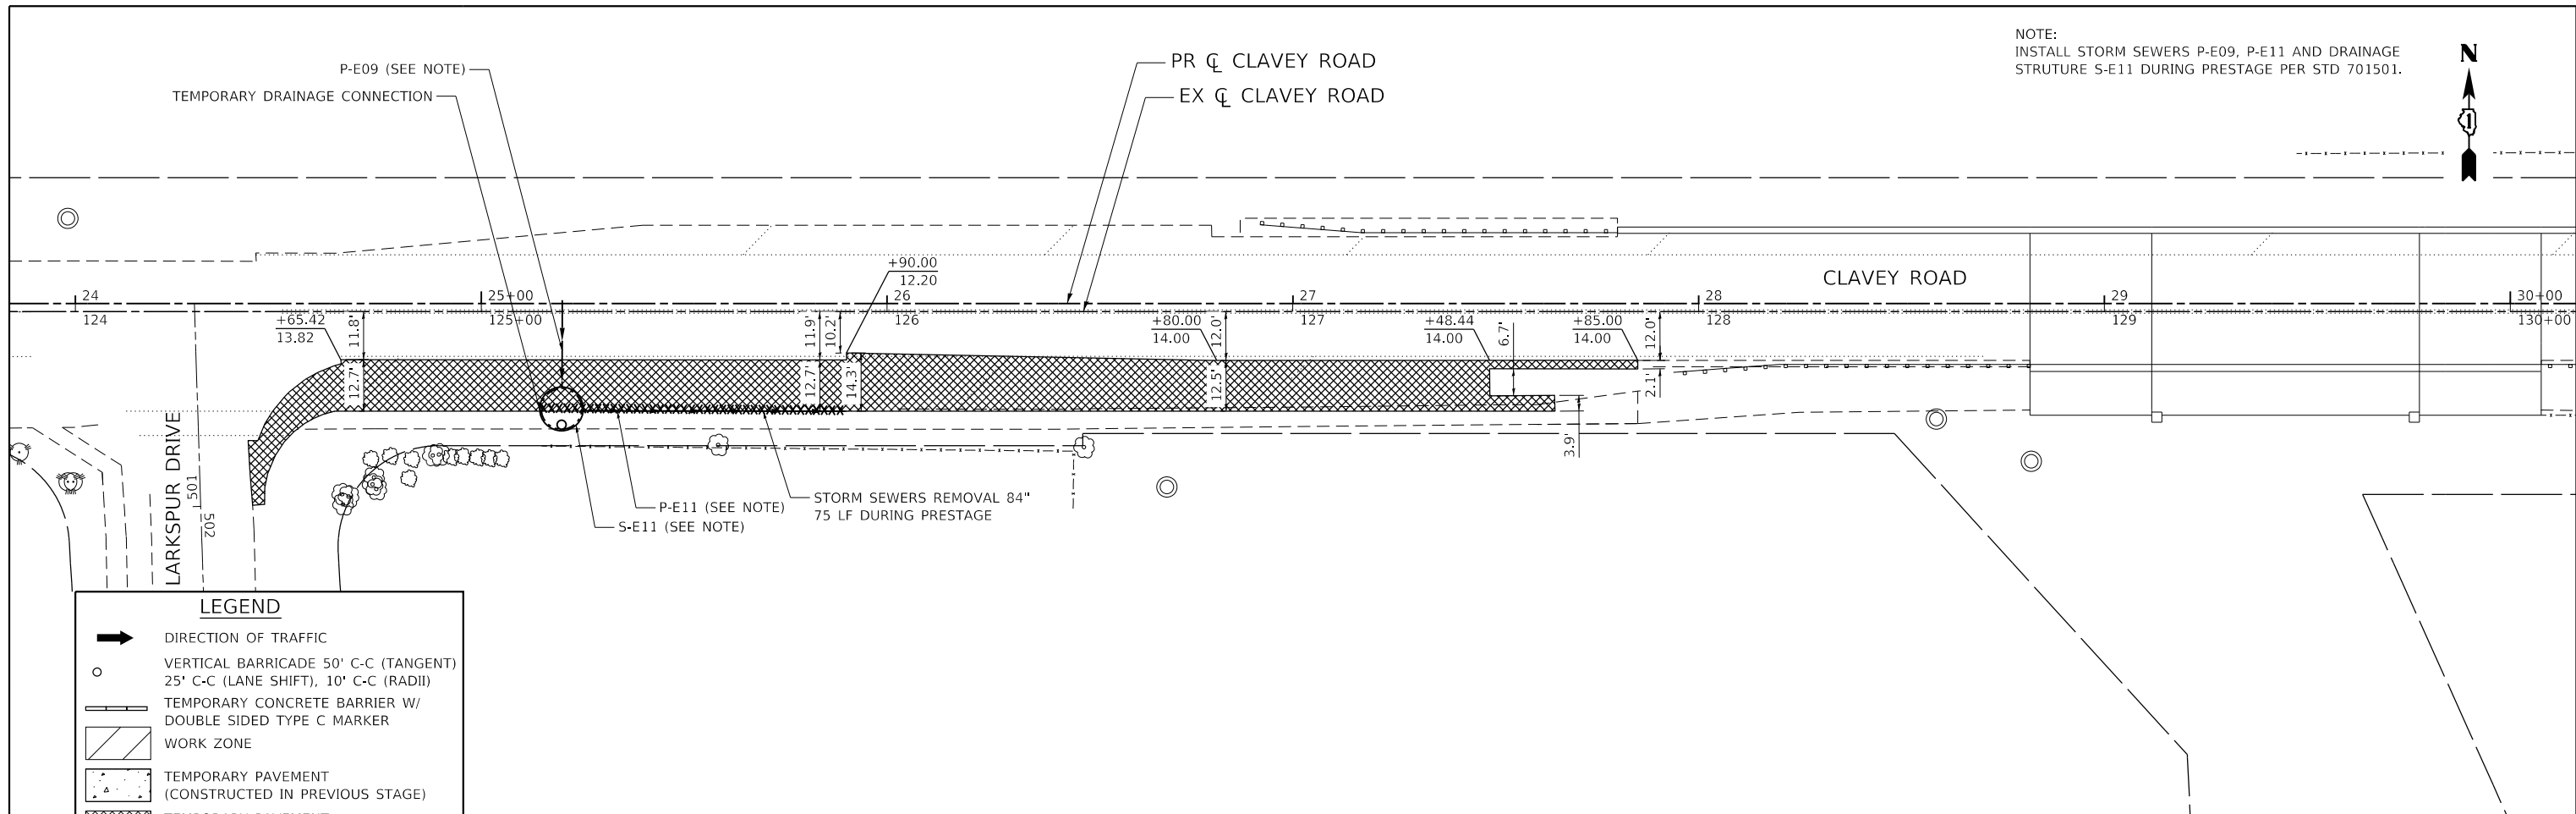 NOTE:
INSTALL STORM SEWERS P-E09, P-E11 AND DRAINAGE
STRUTURE S-E11 DURING PRESTAGE PER STD 701501.
N
1
P-E09 (SEE NOTE)
TEMPORARY DRAINAGE CONNECTION
PR ℄ CLAVEY ROAD
EX ℄ CLAVEY ROAD
CLAVEY ROAD
24
25+00
26
27
28
29
30+00
124
125+00
126
127
128
129
130+00
+65.42
13.82
11.8'
12.7'
11.9'
12.7'
10.2'
14.3'
+90.00
12.20
+80.00
14.00
12.0'
12.5'
+48.44
14.00
6.7'
3.9'
+85.00
14.00
12.0'
2.1'
LARKSPUR DRIVE
501
502
P-E11 (SEE NOTE)
S-E11 (SEE NOTE)
STORM SEWERS REMOVAL 84"
75 LF DURING PRESTAGE
LEGEND
DIRECTION OF TRAFFIC
VERTICAL BARRICADE 50' C-C (TANGENT)
25' C-C (LANE SHIFT), 10' C-C (RADII)
TEMPORARY CONCRETE BARRIER W/
DOUBLE SIDED TYPE C MARKER
WORK ZONE
TEMPORARY PAVEMENT
(CONSTRUCTED IN PREVIOUS STAGE)
TEMPORARY PAVEMENT